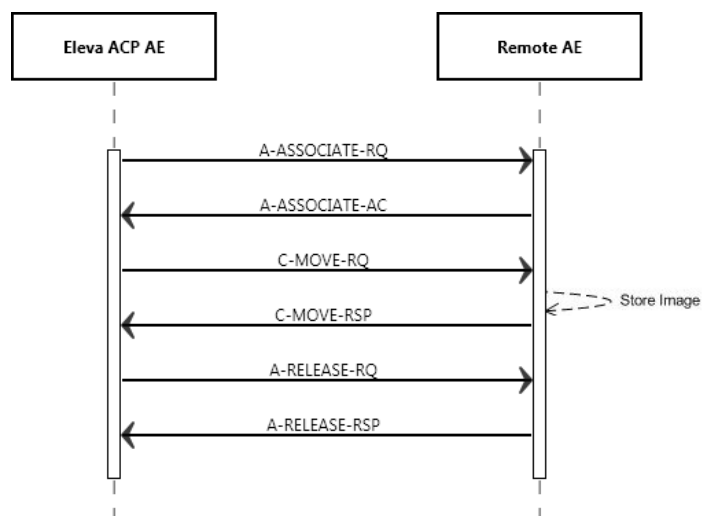 Eleva ACP AE
Remote AE
A-ASSOCIATE-RQ
A-ASSOCIATE-AC
C-MOVE-RQ
Store Image
C-MOVE-RSP
A-RELEASE-RQ
A-RELEASE-RSP